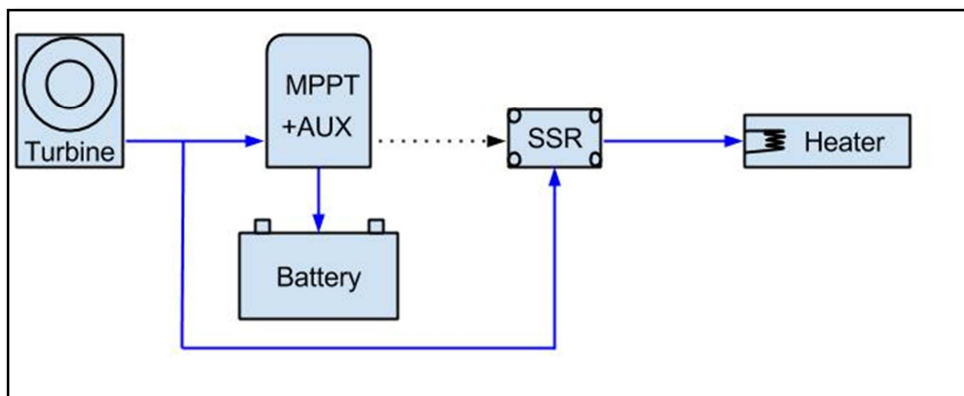 Turbine
MPPT
+AUX
SSR
Heater
Battery